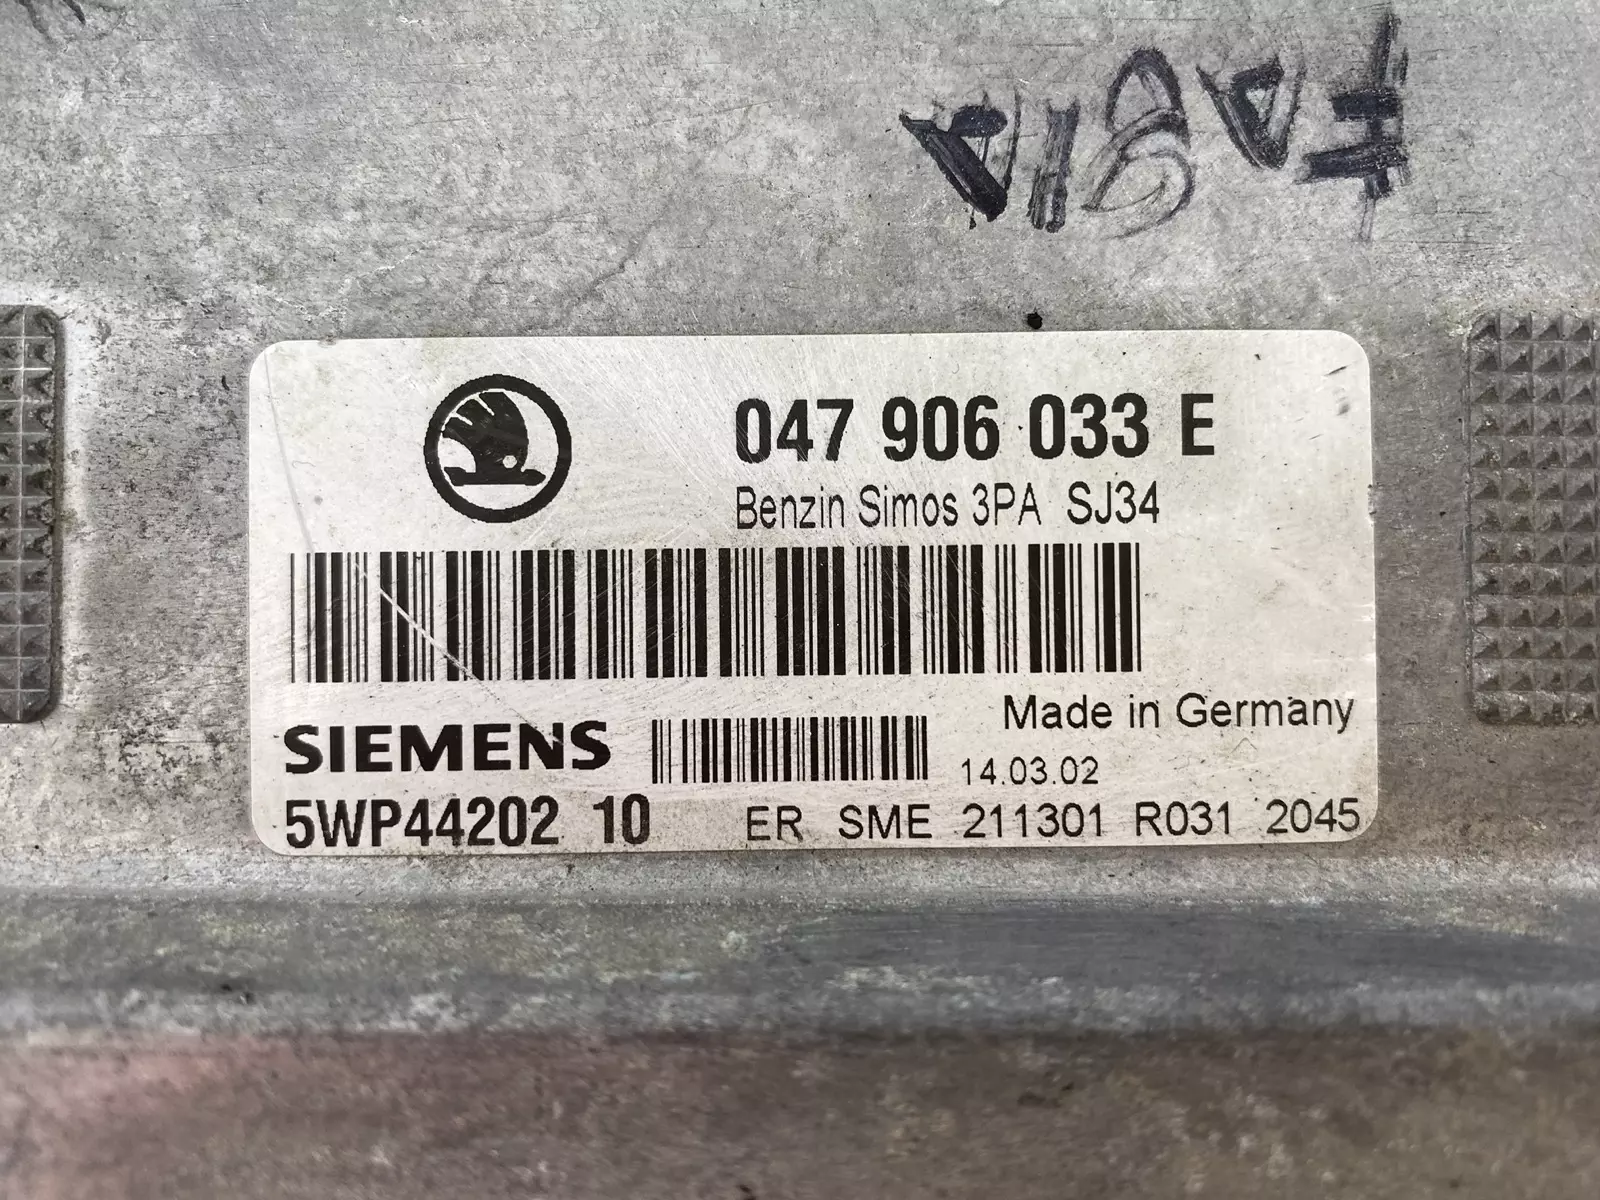 FABIA
047 906 033 E
Benzin Simos 3PA SJ34
SIEMENS
Made in Germany
14.03.02
5WP44202 10 ER SME 211301 R031 2045